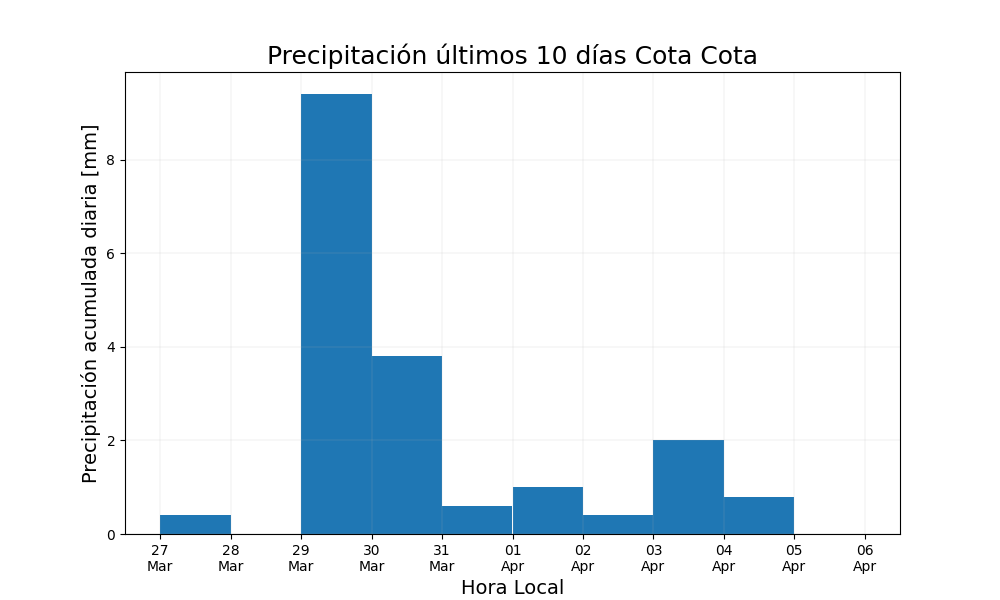 Precipitación últimos 10 días Cota Cota
Precipitación acumulada diaria [mm]
8
6
4
2
0
27 28 29 30 31 01 02 03 04 05 06
Mar Mar Mar Mar Mar Apr Apr Apr Apr Apr Apr
Hora Local